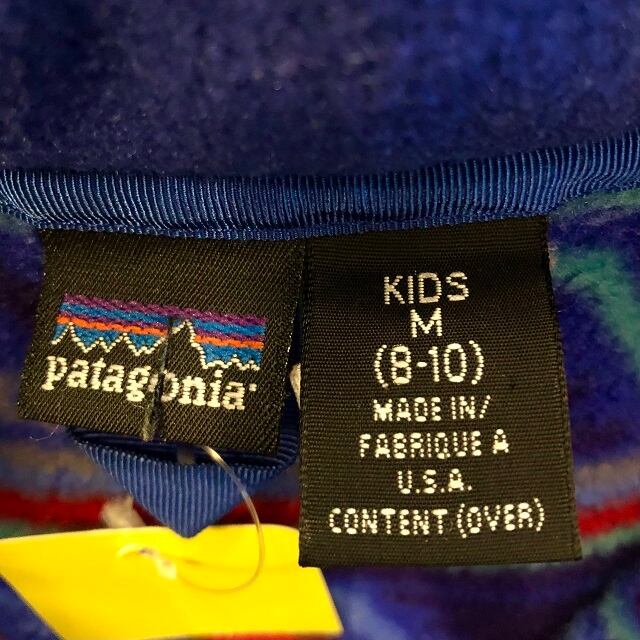 patagonia
KIDS
M
(8-10)
MADE IN/
FABRIQUE A
U.S.A.
CONTENT (OVER)